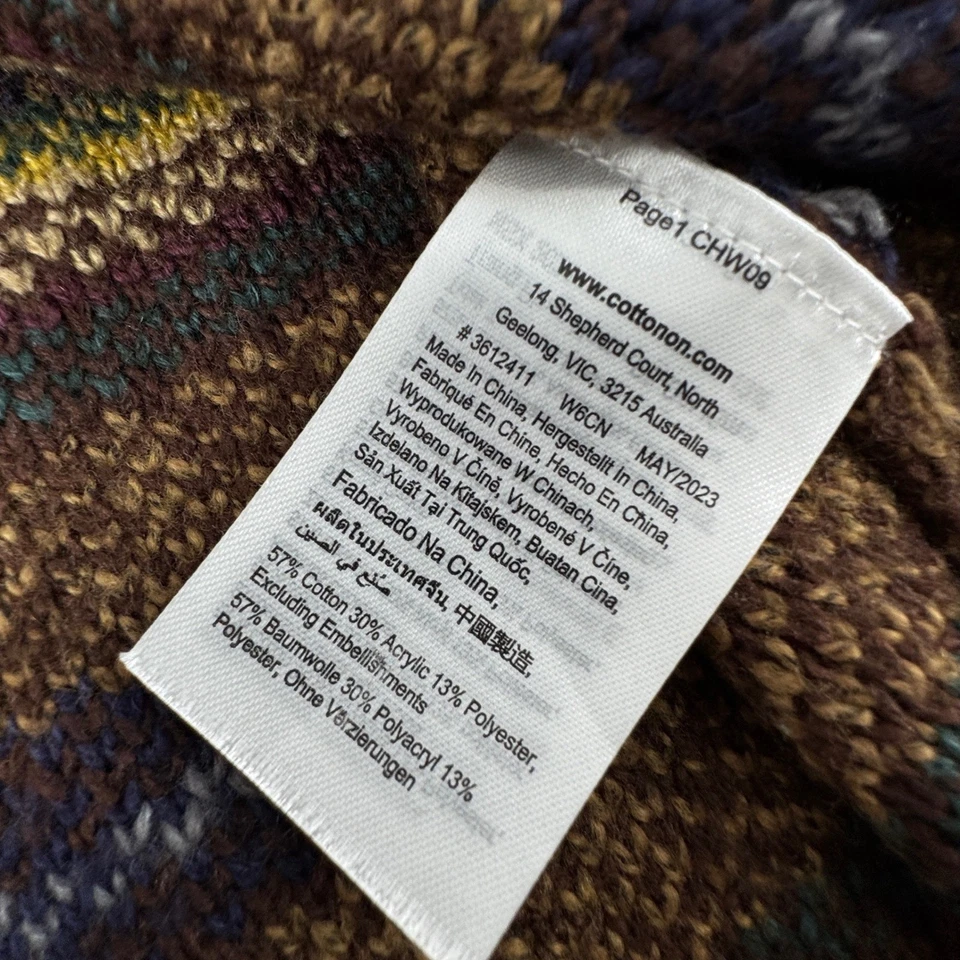 Page1 CHW09
www.cottonon.com
14 Shepherd Court, North
Geelong, VIC, 3215 Australia
# 3612411 W6CN MAY/2023
Made In China, Hergestellt In China,
Fabriqué En Chine, Hecho En China,
Wyprodukowane W Chinach,
Vyrobeno V Číně, Vyrobené V Číne,
Izdelano Na Kitajskem, Buatan Cina,
Sản Xuất Tại Trung Quốc,
Fabricado Na China,
ผลิตในประเทศจีน, 中國製造,
صنع في الصين
57% Cotton 30% Acrylic 13% Polyester,
Excluding Embellishments
57% Baumwolle 30% Polyacryl 13%
Polyester, Ohne Verzierungen